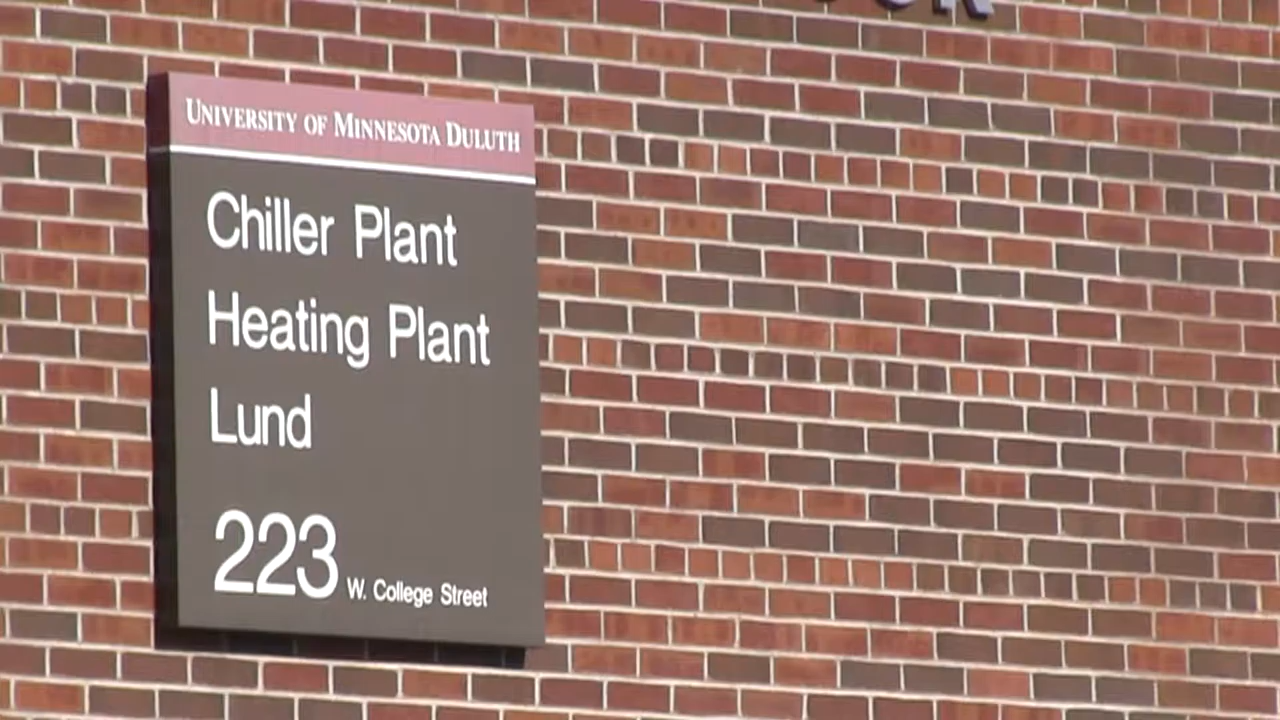 UNIVERSITY OF MINNESOTA DULUTH
Chiller Plant
Heating Plant
Lund
223 W. College Street